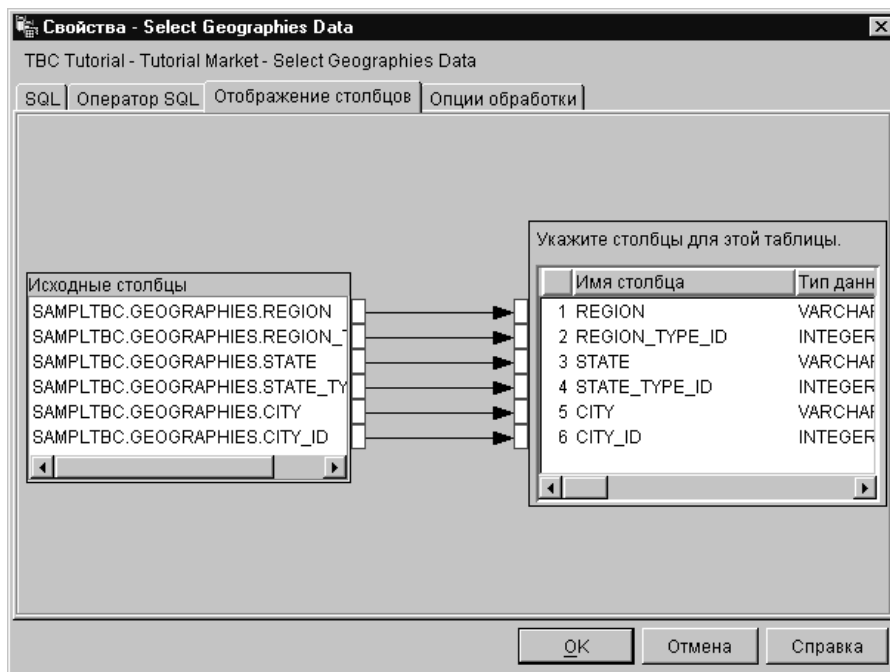 Свойства - Select Geographies Data
TBC Tutorial - Tutorial Market - Select Geographies Data
SQL
Оператор SQL
Отображение столбцов
Опции обработки
Исходные столбцы
SAMPLTBC.GEOGRAPHIES.REGION
SAMPLTBC.GEOGRAPHIES.REGION_T
SAMPLTBC.GEOGRAPHIES.STATE
SAMPLTBC.GEOGRAPHIES.STATE_TY
SAMPLTBC.GEOGRAPHIES.CITY
SAMPLTBC.GEOGRAPHIES.CITY_ID
Укажите столбцы для этой таблицы.
Имя столбца Тип данн
1 REGION VARCHAR
2 REGION_TYPE_ID INTEGER
3 STATE VARCHAR
4 STATE_TYPE_ID INTEGER
5 CITY VARCHAR
6 CITY_ID INTEGER
OK
Отмена
Справка